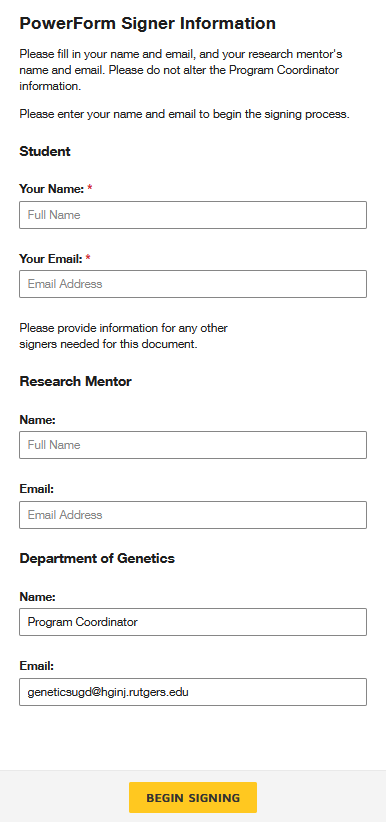 PowerForm Signer Information
Please fill in your name and email, and your research mentor's
name and email. Please do not alter the Program Coordinator
information.
Please enter your name and email to begin the signing process.
Student
Your Name: *
Full Name
Your Email: *
Email Address
Please provide information for any other
signers needed for this document.
Research Mentor
Name:
Full Name
Email:
Email Address
Department of Genetics
Name:
Program Coordinator
Email:
geneticsugd@hginj.rutgers.edu
BEGIN SIGNING